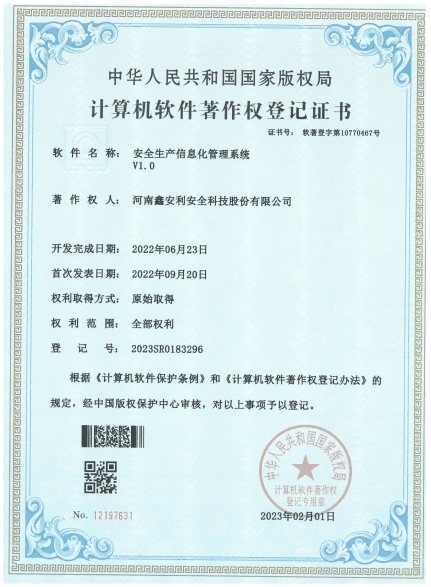 中华人民共和国国家版权局
计算机软件著作权登记证书
证书号： 软著登字第10770467号
软件名称： 安全生产信息化管理系统
V1.0
著作权人： 河南鑫安利安全科技股份有限公司
开发完成日期： 2022年06月23日
首次发表日期： 2022年09月20日
权利取得方式： 原始取得
权利范围： 全部权利
登记号： 2023SR0183296
根据《计算机软件保护条例》和《计算机软件著作权登记办法》的
规定，经中国版权保护中心审核，对以上事项予以登记。
中华人民共和国国家版权局
计算机软件著作权
登记专用章
No. 12197631
2023年02月01日